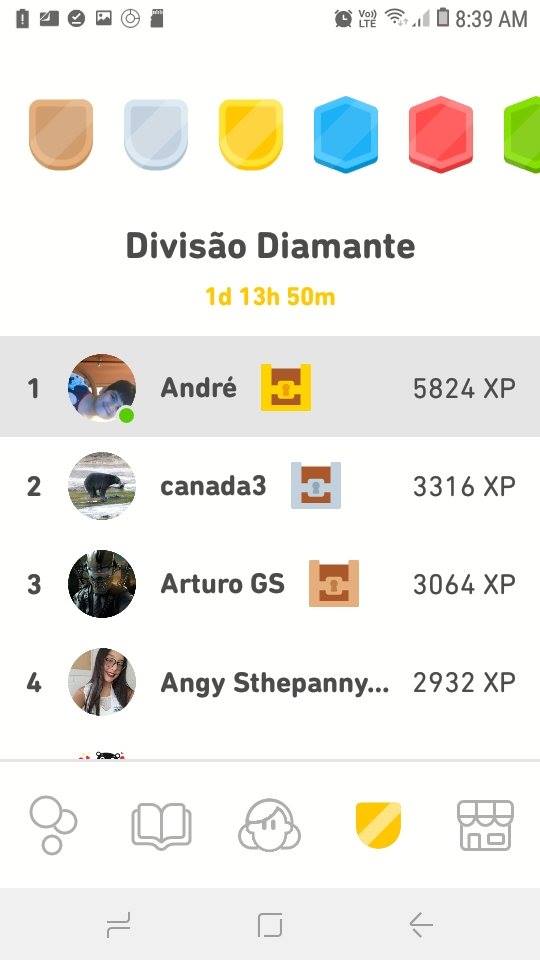 Vo)) LTE 8:39 AM
Divisão Diamante
1d 13h 50m
1 André 5824 XP
2 canada3 3316 XP
3 Arturo GS 3064 XP
4 Angy Sthepanny... 2932 XP